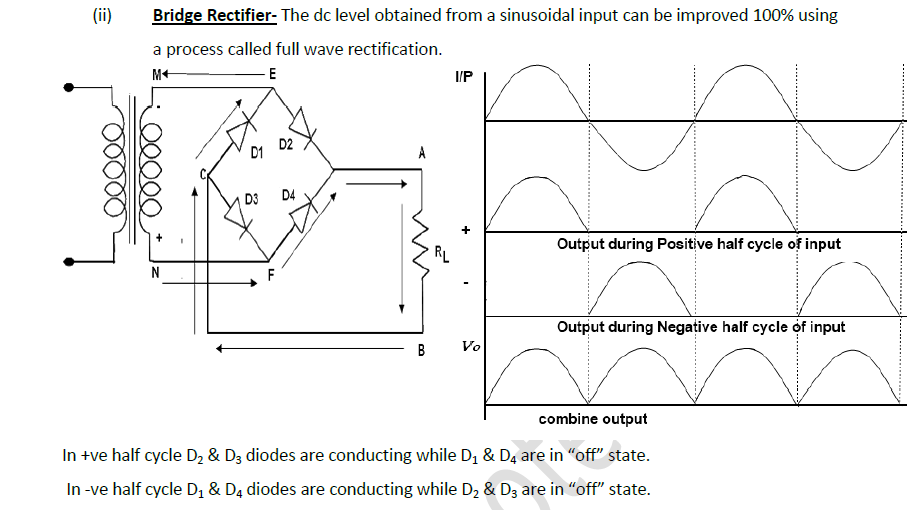 (ii) Bridge Rectifier- The dc level obtained from a sinusoidal input can be improved 100% using
a process called full wave rectification.
M E
I/P
D1 D2
A
C
D3 D4
+
RL
+
-
N F
B
Output during Positive half cycle of input
Output during Negative half cycle of input
Vo
combine output
In +ve half cycle D2 & D3 diodes are conducting while D1 & D4 are in “off” state.
In -ve half cycle D1 & D4 diodes are conducting while D2 & D3 are in “off” state.